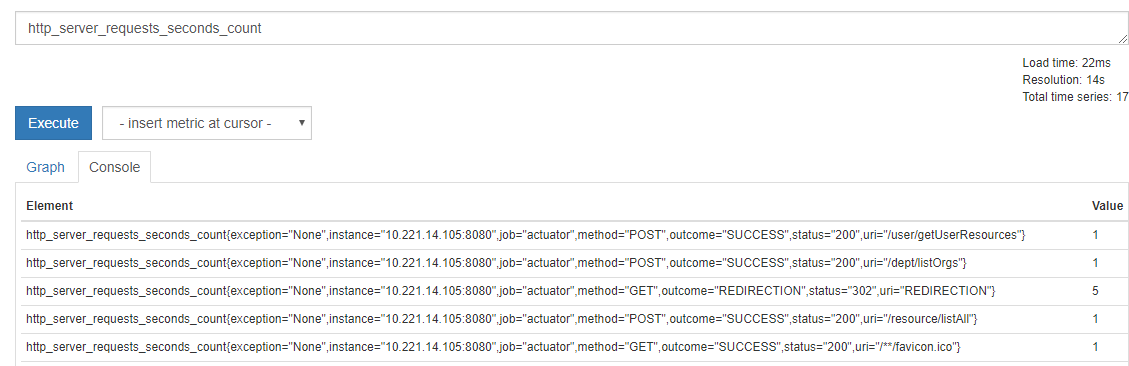 http_server_requests_seconds_count
Load time: 22ms
Resolution: 14s
Total time series: 17
Execute - insert metric at cursor -
Graph Console
Element Value
http_server_requests_seconds_count{exception="None",instance="10.221.14.105:8080",job="actuator",method="POST",outcome="SUCCESS",status="200",uri="/user/getUserResources"} 1
http_server_requests_seconds_count{exception="None",instance="10.221.14.105:8080",job="actuator",method="POST",outcome="SUCCESS",status="200",uri="/dept/listOrgs"} 1
http_server_requests_seconds_count{exception="None",instance="10.221.14.105:8080",job="actuator",method="GET",outcome="REDIRECTION",status="302",uri="REDIRECTION"} 5
http_server_requests_seconds_count{exception="None",instance="10.221.14.105:8080",job="actuator",method="POST",outcome="SUCCESS",status="200",uri="/resource/listAll"} 1
http_server_requests_seconds_count{exception="None",instance="10.221.14.105:8080",job="actuator",method="GET",outcome="SUCCESS",status="200",uri="/**/favicon.ico"} 1